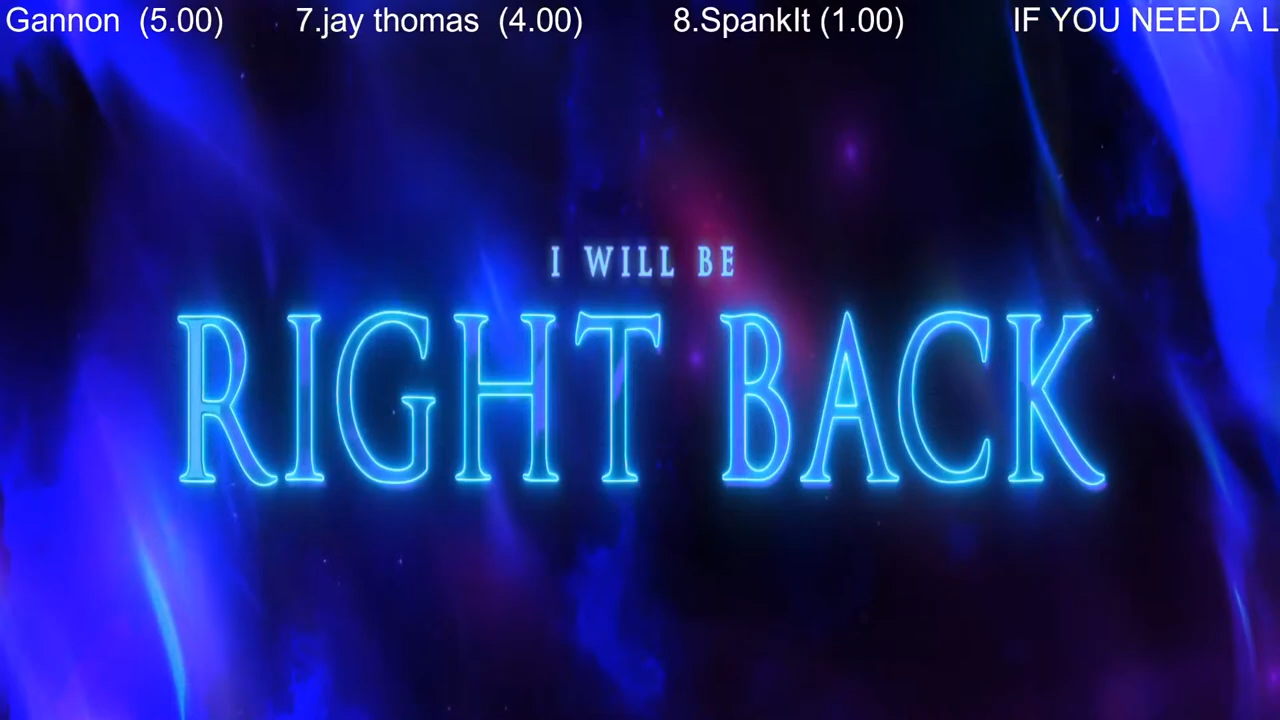 Gannon (5.00) 7.jay thomas (4.00) 8.SpankIt (1.00) IF YOU NEED A L
I WILL BE
RIGHT BACK